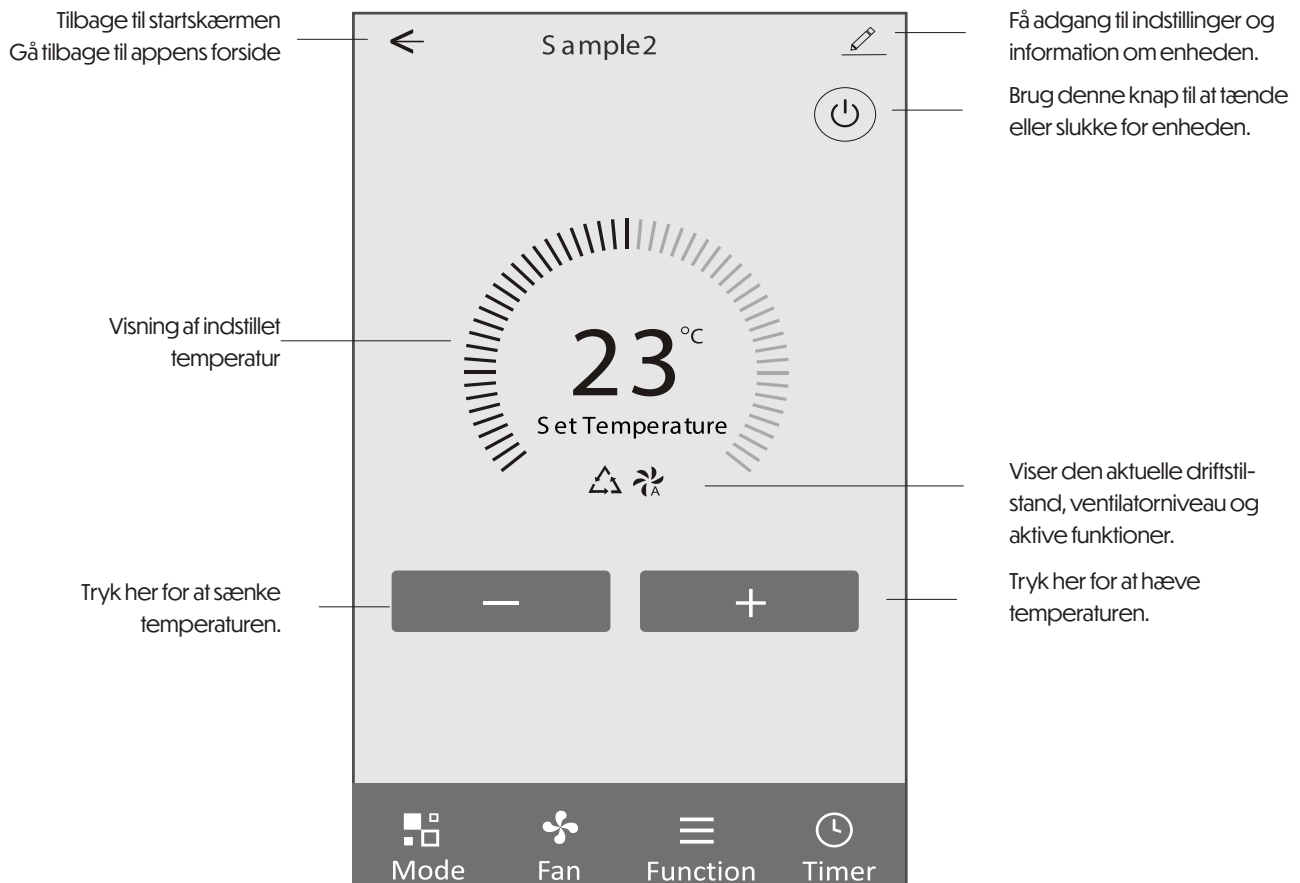 Tilbage til startskærmen
Gå tilbage til appens forside
Sample2
Få adgang til indstillinger og
information om enheden.
Brug denne knap til at tænde
eller slukke for enheden.
Visning af indstillet
temperatur
23°C
Set Temperature
A
Viser den aktuelle driftstil-
stand, ventilatorniveau og
aktive funktioner.
Tryk her for at sænke
temperaturen.
Tryk her for at hæve
temperaturen.
Mode Fan Function Timer